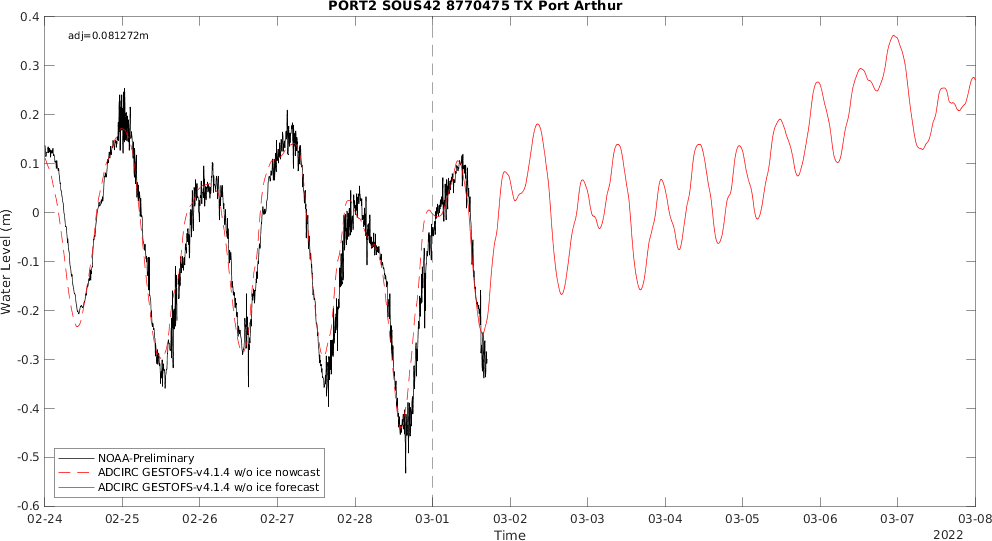 PORT2 SOUS42 8770475 TX Port Arthur
adj=0.081272m
0.4
0.3
0.2
0.1
0
-0.1
-0.2
-0.3
-0.4
-0.5
-0.6
Water Level (m)
NOAA-Preliminary
ADCIRC GESTOFS-v4.1.4 w/o ice nowcast
ADCIRC GESTOFS-v4.1.4 w/o ice forecast
02-24 02-25 02-26 02-27 02-28 03-01 03-02 03-03 03-04 03-05 03-06 03-07 03-08
Time
2022